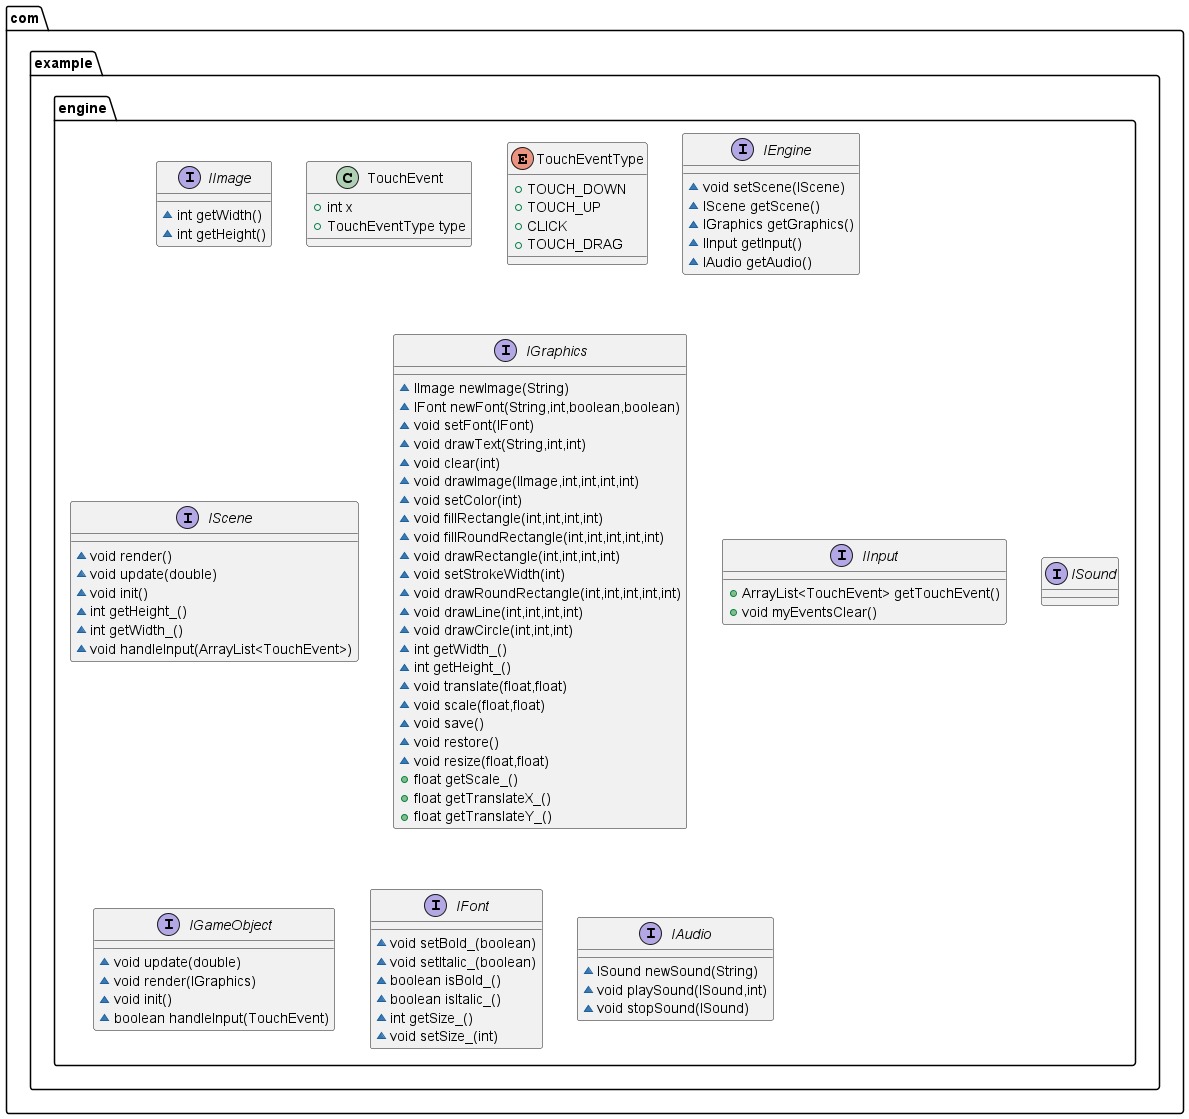 com
example
engine
I IImage
int getWidth()
int getHeight()
C TouchEvent
int x
TouchEventType type
E TouchEventType
TOUCH_DOWN
TOUCH_UP
CLICK
TOUCH_DRAG
I IEngine
void setScene(IScene)
IScene getScene()
IGraphics getGraphics()
IInput getInput()
IAudio getAudio()
I IScene
void render()
void update(double)
void init()
int getHeight_()
int getWidth_()
void handleInput(ArrayList<TouchEvent>)
I IGraphics
IImage newImage(String)
IFont newFont(String,int,boolean,boolean)
void setFont(IFont)
void drawText(String,int,int)
void clear(int)
void drawImage(IImage,int,int,int,int)
void setColor(int)
void fillRectangle(int,int,int,int)
void fillRoundRectangle(int,int,int,int,int)
void drawRectangle(int,int,int,int)
void setStrokeWidth(int)
void drawRoundRectangle(int,int,int,int,int)
void drawLine(int,int,int,int)
void drawCircle(int,int,int)
int getWidth_()
int getHeight_()
void translate(float,float)
void scale(float,float)
void save()
void restore()
void resize(float,float)
float getScale_()
float getTranslateX_()
float getTranslateY_()
I IInput
ArrayList<TouchEvent> getTouchEvent()
void myEventsClear()
I ISound
I IGameObject
void update(double)
void render(IGraphics)
void init()
boolean handleInput(TouchEvent)
I IFont
void setBold_(boolean)
void setItalic_(boolean)
boolean isBold_()
boolean isItalic_()
int getSize_()
void setSize_(int)
I IAudio
ISound newSound(String)
void playSound(ISound,int)
void stopSound(ISound)